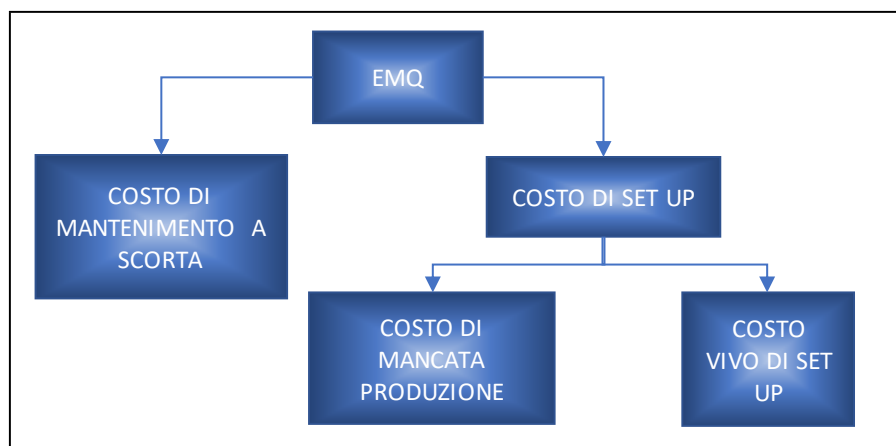 EMQ
COSTO DI
MANTENIMENTO A
SCORTA
COSTO DI SET UP
COSTO DI
MANCATA
PRODUZIONE
COSTO
VIVO DI SET
UP